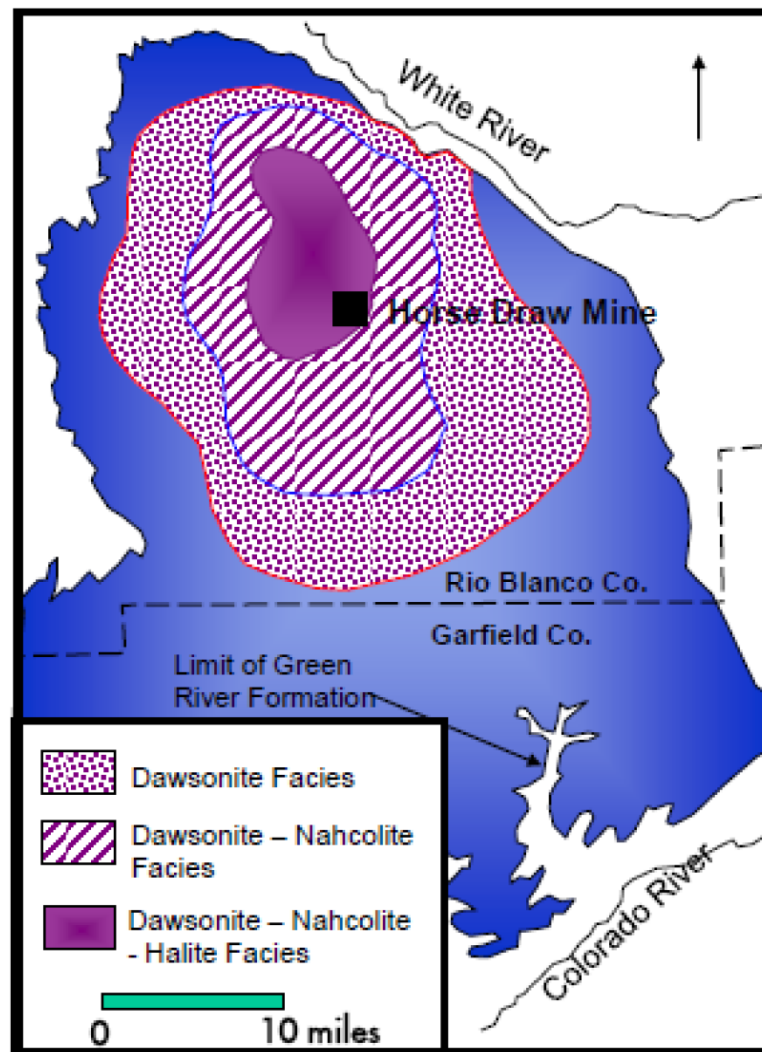 White River
Horse Draw Mine
Rio Blanco Co.
Garfield Co.
Limit of Green
River Formation
Dawsonite Facies
Dawsonite – Nahcolite
Facies
Dawsonite – Nahcolite
- Halite Facies
0 10 miles
Colorado River